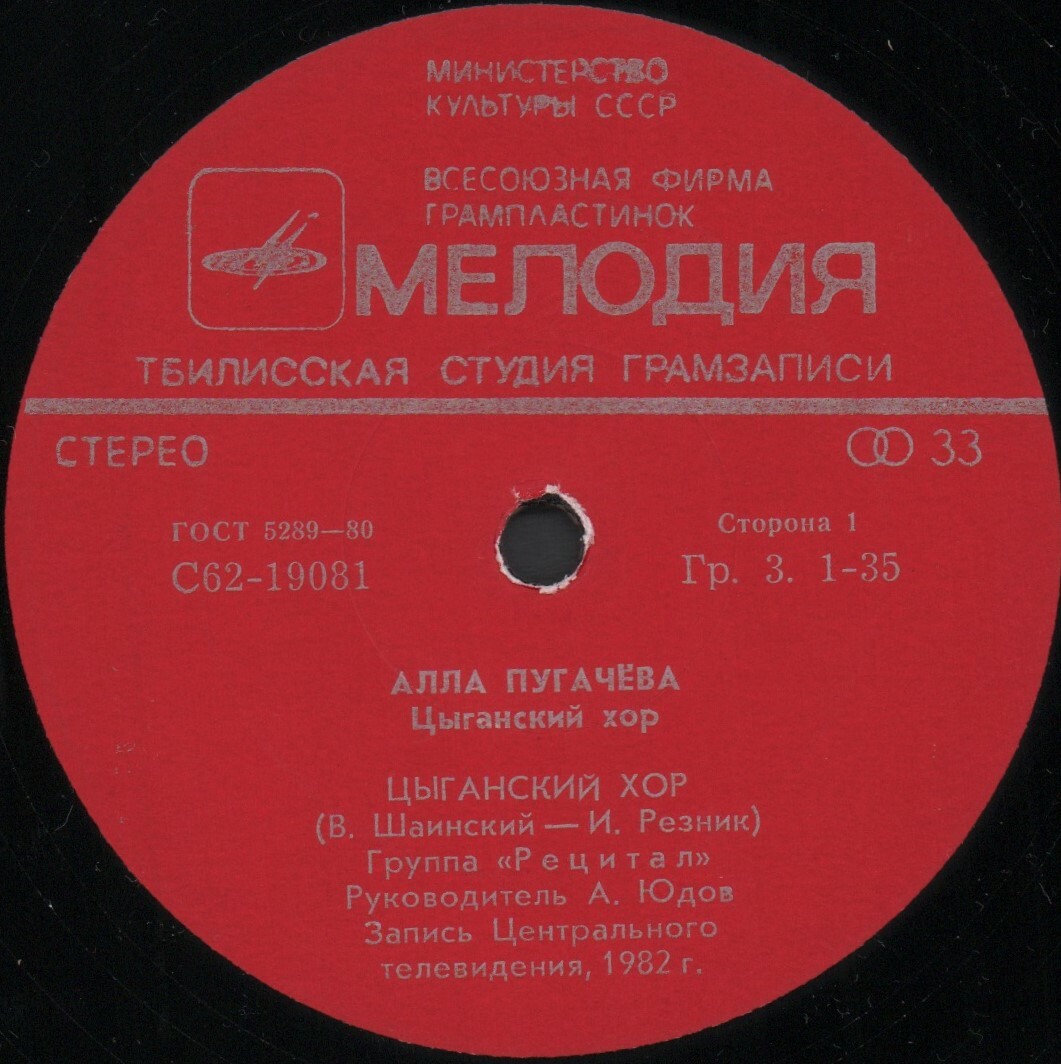 МИНИСТЕРСТВО
КУЛЬТУРЫ СССР
ВСЕСОЮЗНАЯ ФИРМА
ГРАМПЛАСТИНОК
МЕЛОДИЯ
ТБИЛИССКАЯ СТУДИЯ ГРАМЗАПИСИ
СТЕРЕО
33
ГОСТ 5289—80
С62-19081
Сторона 1
Гр. 3. 1-35
АЛЛА ПУГАЧЁВА
Цыганский хор
ЦЫГАНСКИЙ ХОР
(В. Шаинский — И. Резник)
Группа «Рецитал»
Руководитель А. Юдов
Запись Центрального
телевидения, 1982 г.